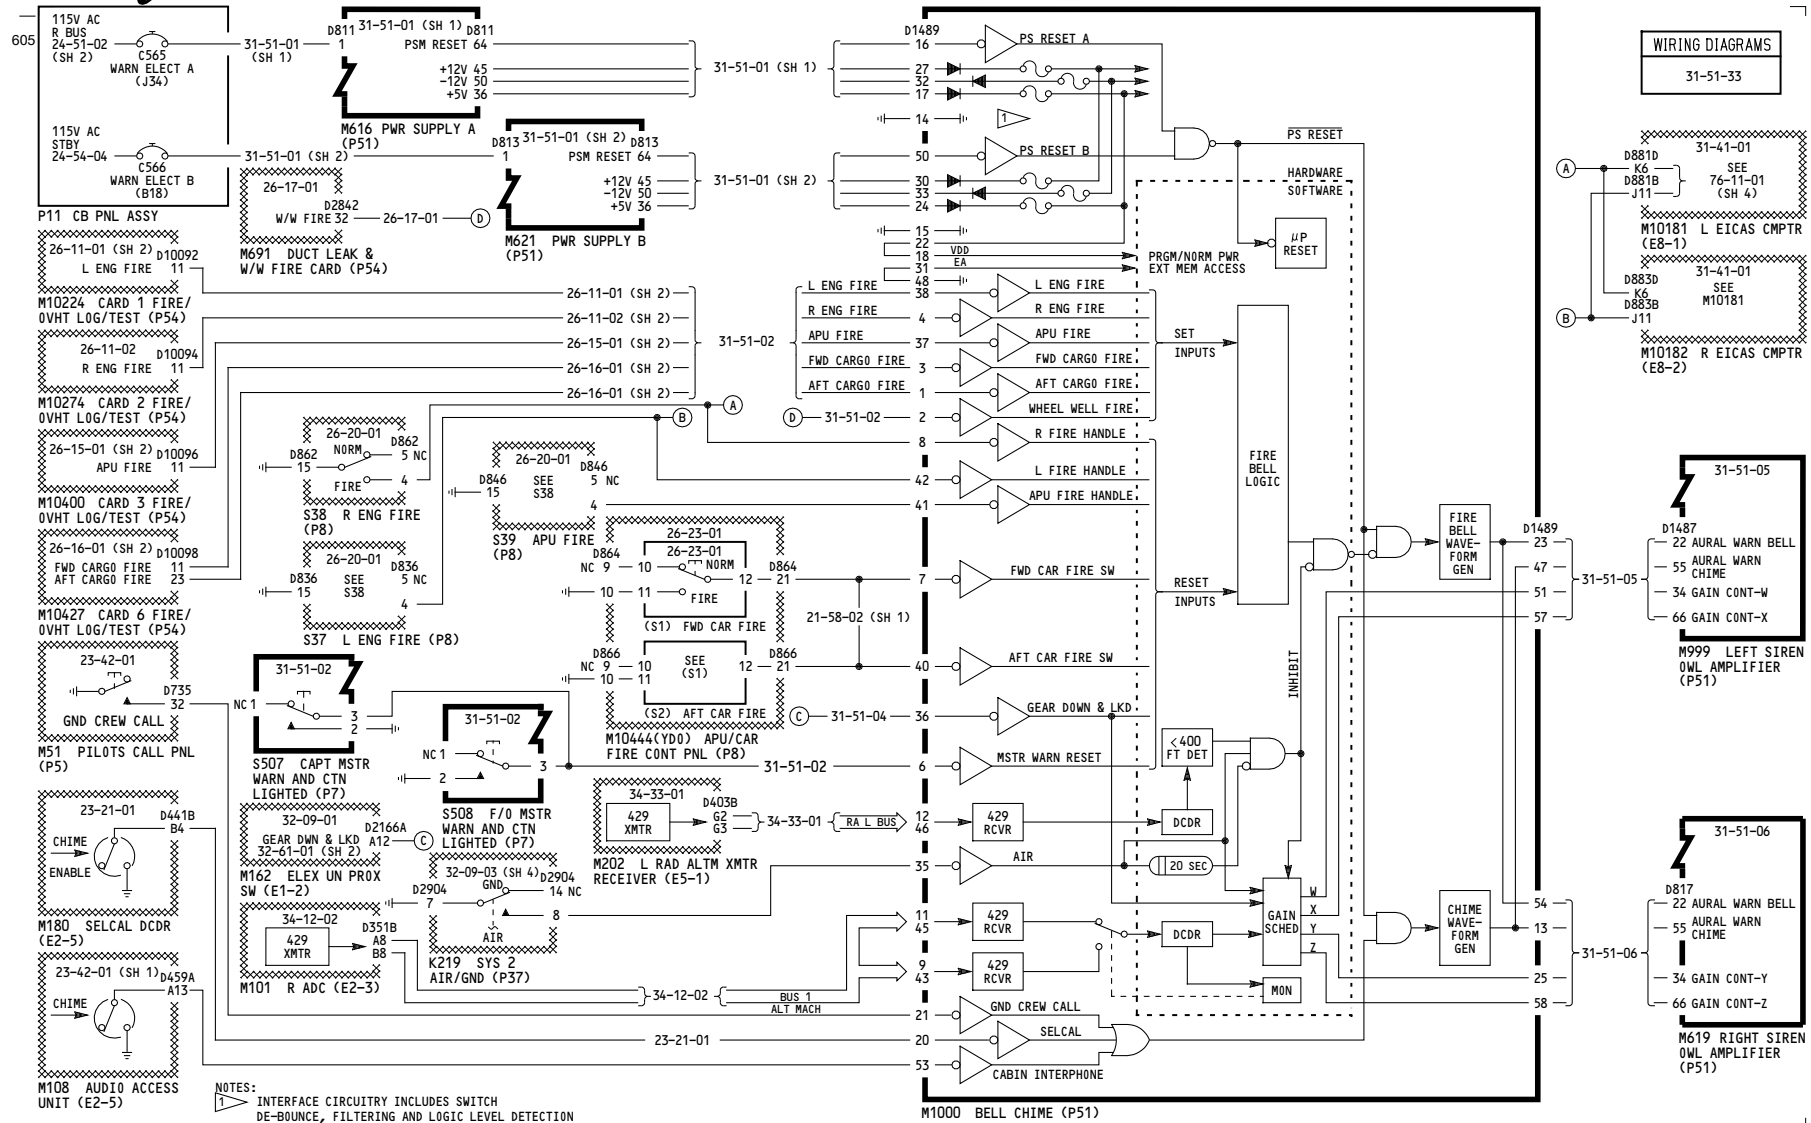 605
115V AC
R BUS
24-51-02
(SH 2)
C565
WARN ELECT A
(J34)
31-51-01
(SH 1)
115V AC
STBY
24-54-04
C566
WARN ELECT B
(B18)
31-51-01 (SH 2)
P11 CB PNL ASSY
D811 31-51-01 (SH 1) D811
1 PSM RESET 64
+12V 45
-12V 50
+5V 36
M616 PWR SUPPLY A
(P51)
31-51-01 (SH 1)
D813 31-51-01 (SH 2) D813
1 PSM RESET 64
+12V 45
-12V 50
+5V 36
M621 PWR SUPPLY B
(P51)
31-51-01 (SH 2)
26-17-01
D2842
W/W FIRE 32 26-17-01 D
M691 DUCT LEAK &
W/W FIRE CARD (P54)
26-11-01 (SH 2)
D10092
L ENG FIRE 11
M10224 CARD 1 FIRE/
OVHT LOG/TEST (P54)
26-11-02
D10094
R ENG FIRE 11
M10274 CARD 2 FIRE/
OVHT LOG/TEST (P54)
26-15-01 (SH 2)
D10096
APU FIRE 11
M10400 CARD 3 FIRE/
OVHT LOG/TEST (P54)
26-16-01 (SH 2)
D10098
FWD CARGO FIRE 11
AFT CARGO FIRE 23
M10427 CARD 6 FIRE/
OVHT LOG/TEST (P54)
23-42-01
D735
32
GND CREW CALL
M51 PILOTS CALL PNL
(P5)
23-21-01
D441B
CHIME B4
ENABLE
M180 SELCAL DCDR
(E2-5)
23-42-01 (SH 1)
D459A
A13
CHIME
M108 AUDIO ACCESS
UNIT (E2-5)
26-11-01 (SH 2)
26-11-02 (SH 2)
26-15-01 (SH 2)
26-16-01 (SH 2)
26-16-01 (SH 2)
31-51-02
A
B
26-20-01
D862
NORM 5 NC
D862
15
FIRE 4
S38 R ENG FIRE
(P8)
26-20-01
D836 SEE D836
15 S38 5 NC
4
S37 L ENG FIRE (P8)
26-20-01
D846 SEE D846
15 S38 5 NC
4
S39 APU FIRE
(P8)
26-23-01
D864 26-23-01
NC 9 10 NORM 12 D864
21
10 11 FIRE
(S1) FWD CAR FIRE
D866 D866
NC 9 10 SEE 12 21
10 11 (S1)
(S2) AFT CAR FIRE
M10444(YDO) APU/CAR
FIRE CONT PNL (P8)
21-58-02 (SH 1)
31-51-02
NC 1
3
2
S507 CAPT MSTR
WARN AND CTN
LIGHTED (P7)
31-51-02
NC 1
3
2
S508 F/O MSTR
WARN AND CTN
LIGHTED (P7)
31-51-02
C 31-51-04
32-09-01
D2166A
GEAR DWN & LKD A12 C
32-61-01 (SH 2)
M162 ELEX UN PROX
SW (E1-2)
34-12-02
D351B
429
XMTR
A8
B8
M101 R ADC (E2-3)
32-09-03 (SH 4)
D2904 GND D2904
7 14 NC
8
AIR
K219 SYS 2
AIR/GND (P37)
34-33-01
D403B
429
XMTR
G2
G3
34-33-01
RA L BUS
M202 L RAD ALTM XMTR
RECEIVER (E5-1)
34-12-02
BUS 1
ALT MACH
23-21-01
NOTES:
1 INTERFACE CIRCUITRY INCLUDES SWITCH
DE-BOUNCE, FILTERING AND LOGIC LEVEL DETECTION
D1489
16 PS RESET A
27
32
17
14 1
50 PS RESET B
30
33
24
15
22
18 VDD
31 EA
48
PRGM/NORM PWR
EXT MEM ACCESS
PS RESET
HARDWARE
SOFTWARE
µP
RESET
L ENG FIRE 38 L ENG FIRE
R ENG FIRE 4 R ENG FIRE
APU FIRE 37 APU FIRE
FWD CARGO FIRE 3 FWD CARGO FIRE
AFT CARGO FIRE 1 AFT CARGO FIRE
D 31-51-02 2 WHEEL WELL FIRE
8 R FIRE HANDLE
42 L FIRE HANDLE
41 APU FIRE HANDLE
7 FWD CAR FIRE SW
40 AFT CAR FIRE SW
36 GEAR DOWN & LKD
6 MSTR WARN RESET
12
46
429
RCVR
DCDR
35 AIR
20 SEC
11
45
429
RCVR
DCDR
9
43
429
RCVR
MON
21 GND CREW CALL
20 SELCAL
53 CABIN INTERPHONE
SET
INPUTS
RESET
INPUTS
FIRE
BELL
LOGIC
INHIBIT
<400
FT DET
GAIN
SCHED
W
X
Y
Z
FIRE
BELL
WAVE-
FORM
GEN
CHIME
WAVE-
FORM
GEN
D1489
23
47
51
57
54
13
25
58
M1000 BELL CHIME (P51)
31-51-05
31-51-06
WIRING DIAGRAMS
31-51-33
31-41-01
A
D881D
K6
D881B
J11
SEE
76-11-01
(SH 4)
M10181 L EICAS CMPTR
(E8-1)
31-41-01
D883D
K6
D883B
B J11
SEE
M10181
M10182 R EICAS CMPTR
(E8-2)
31-51-05
D1487
22 AURAL WARN BELL
55 AURAL WARN
CHIME
34 GAIN CONT-W
66 GAIN CONT-X
M999 LEFT SIREN
OWL AMPLIFIER
(P51)
31-51-06
D817
22 AURAL WARN BELL
55 AURAL WARN
CHIME
34 GAIN CONT-Y
66 GAIN CONT-Z
M619 RIGHT SIREN
OWL AMPLIFIER
(P51)